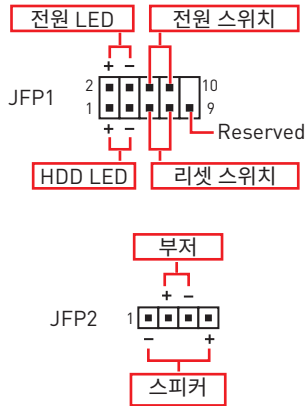 전원 LED 전원 스위치
+ −
JFP1
2 10
1 9
+ −
Reserved
HDD LED 리셋 스위치
부저
+ −
JFP2 1
− +
스피커